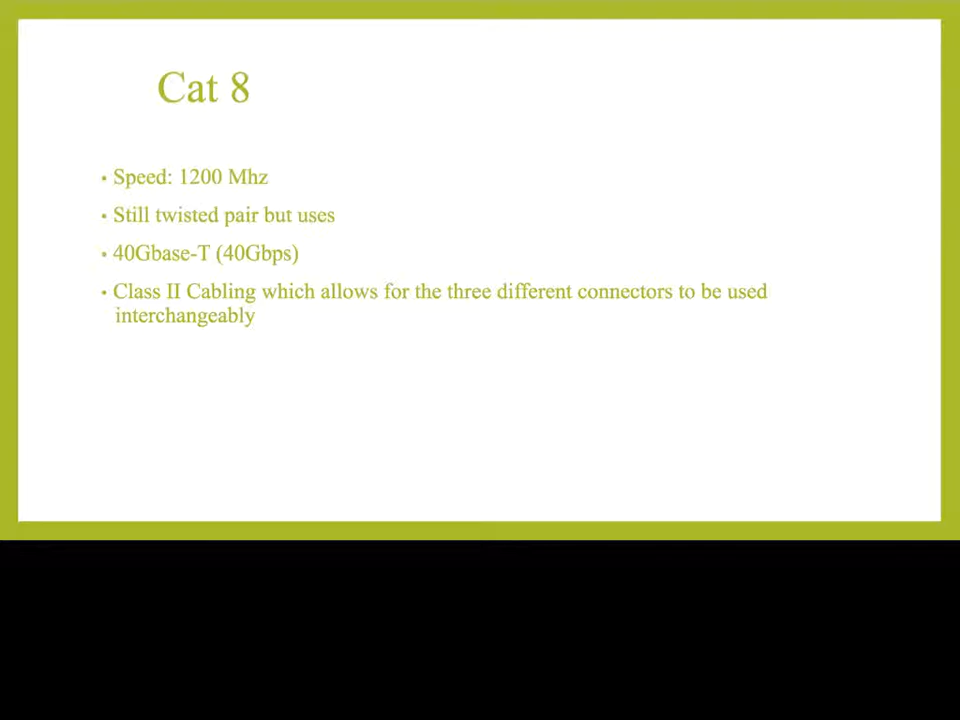 Cat 8
• Speed: 1200 Mhz
• Still twisted pair but uses
• 40Gbase-T (40Gbps)
• Class II Cabling which allows for the three different connectors to be used
interchangeably